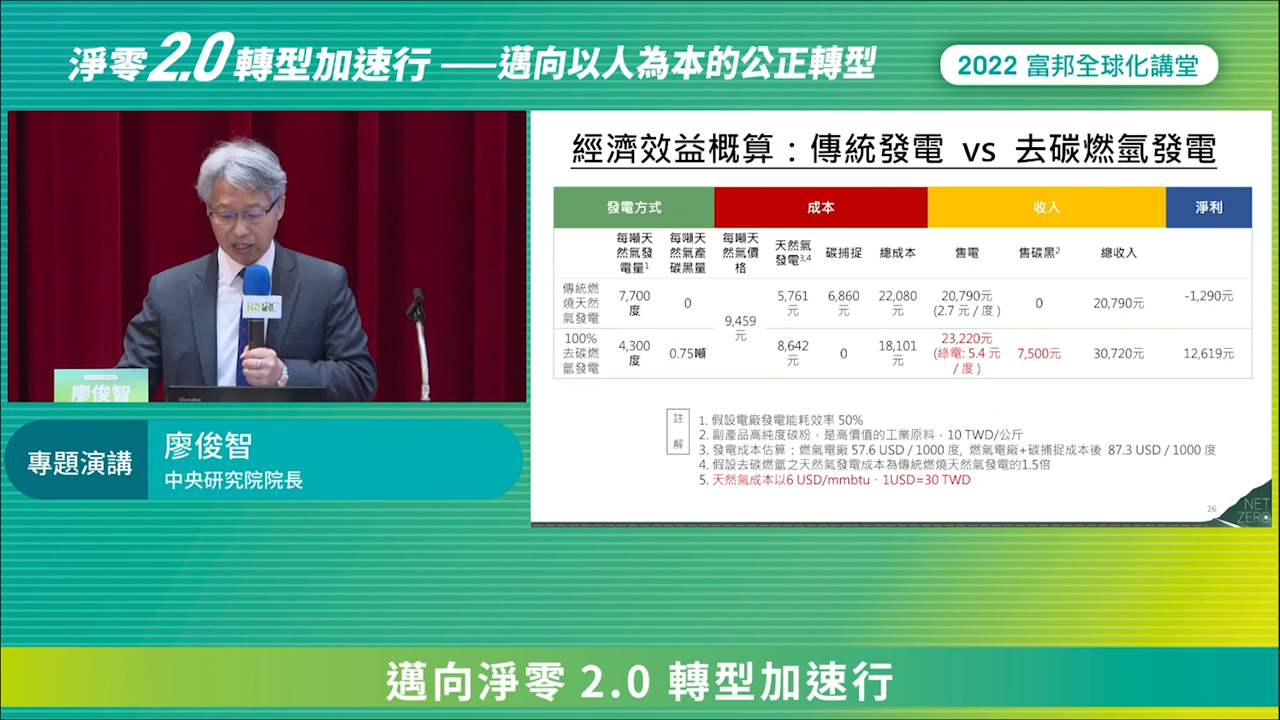 淨零2.0轉型加速行——邁向以人為本的公正轉型
2022 富邦全球化講堂
RSPRC
廖俊智
專題演講
廖俊智
中央研究院院長
經濟效益概算：傳統發電 vs 去碳燃氫發電
發電方式 成本 收入 淨利
每噸天然氣發電量1 每噸天然氣產碳黑量 每噸天然氣價格 天然氣發電3,4 碳捕捉 總成本 售電 售碳黑2 總收入
傳統燃燒天然氣發電 7,700度 0 9,459元 5,761元 6,860元 22,080元 20,790元 (2.7 元 / 度 ) 0 20,790元 -1,290元
100%去碳燃氫發電 4,300度 0.75噸 8,642元 0 18,101元 23,220元 (綠電: 5.4 元 / 度 ) 7,500元 30,720元 12,619元
註解
1. 假設電廠發電能耗效率 50%
2. 副產品高純度碳粉，是高價值的工業原料，10 TWD/公斤
3. 發電成本估算：燃氣電廠 57.6 USD / 1000 度, 燃氣電廠+碳捕捉成本後 87.3 USD / 1000 度
4. 假設去碳燃氫之天然氣發電成本為傳統燃燒天然氣發電的1.5倍
5. 天然氣成本以6 USD/mmbtu、1USD=30 TWD
26
NET
ZERO
邁向淨零 2.0 轉型加速行